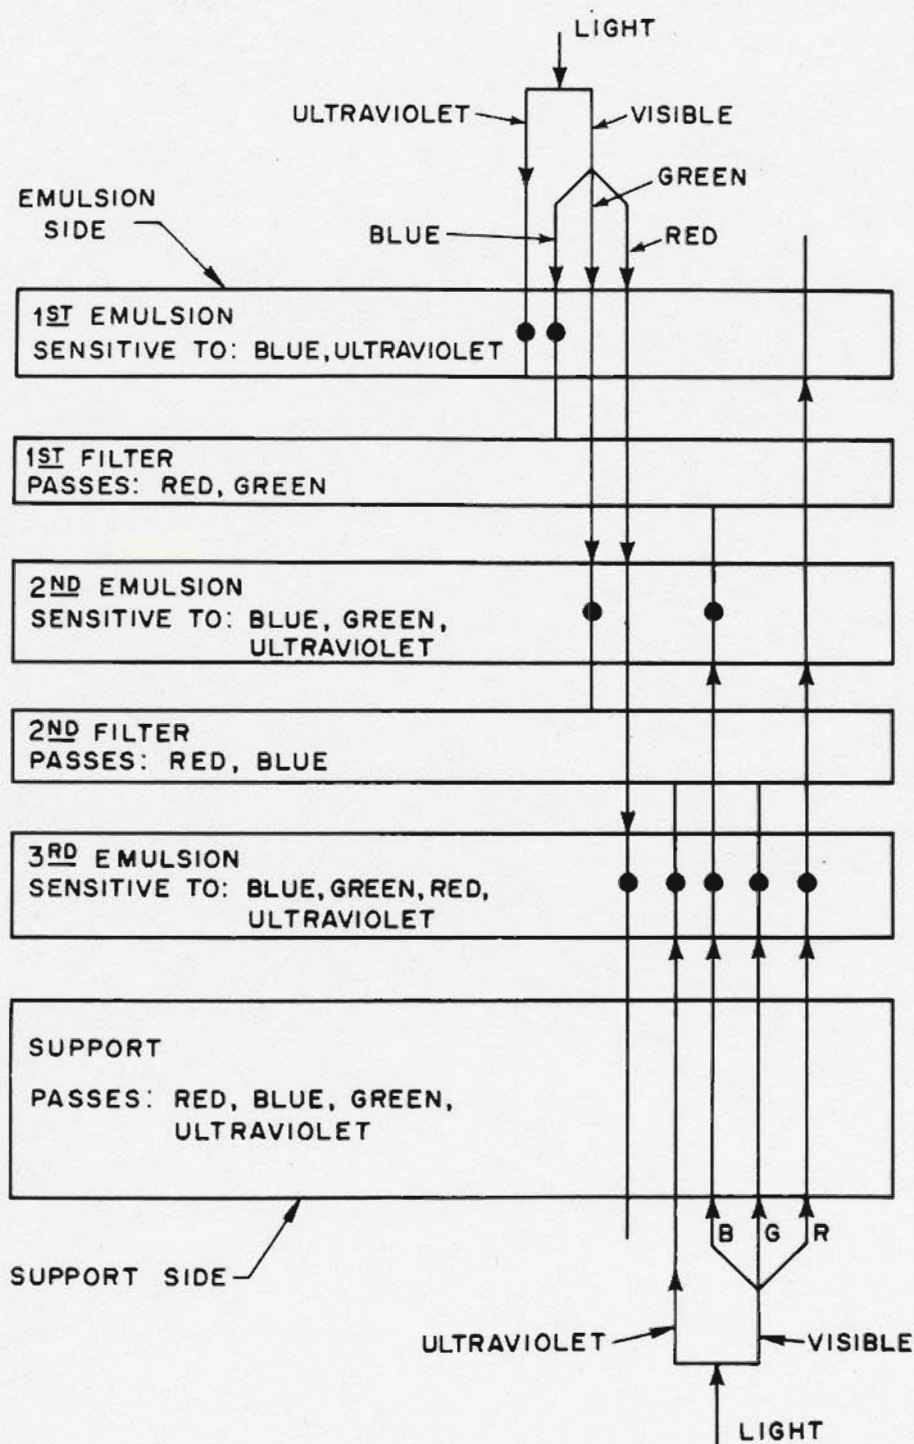 LIGHT
ULTRAVIOLET
VISIBLE
GREEN
EMULSION
SIDE
BLUE
RED
1ST EMULSION
SENSITIVE TO: BLUE, ULTRAVIOLET
1ST FILTER
PASSES: RED, GREEN
2ND EMULSION
SENSITIVE TO: BLUE, GREEN,
ULTRAVIOLET
2ND FILTER
PASSES: RED, BLUE
3RD EMULSION
SENSITIVE TO: BLUE, GREEN, RED,
ULTRAVIOLET
SUPPORT
PASSES: RED, BLUE, GREEN,
ULTRAVIOLET
B G R
SUPPORT SIDE
ULTRAVIOLET
VISIBLE
LIGHT